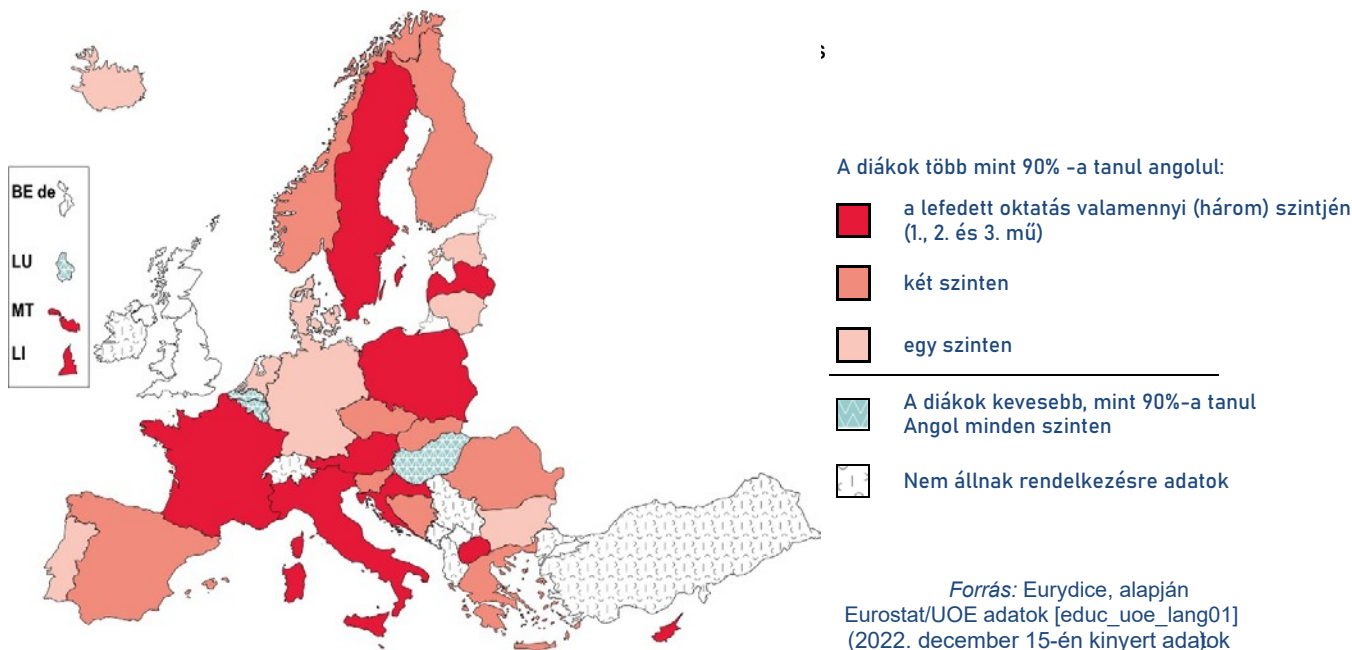 BE de
LU
MT
LI
A diákok több mint 90% -a tanul angolul:
a lefedett oktatás valamennyi (három) szintjén
(1., 2. és 3. mű)
két szinten
egy szinten
A diákok kevesebb, mint 90%-a tanul
Angol minden szinten
Nem állnak rendelkezésre adatok
Forrás: Eurydice, alapján
Eurostat/UOE adatok [educ_uoe_lang01]
(2022. december 15-én kinyert adatok